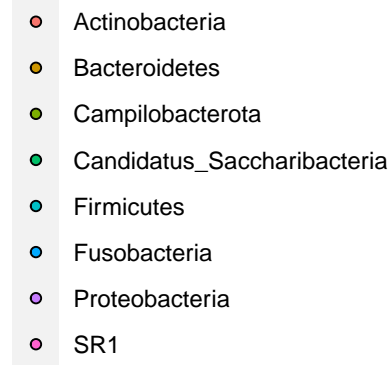 Actinobacteria
Bacteroidetes
Campilobacterota
Candidatus_Saccharibacteria
Firmicutes
Fusobacteria
Proteobacteria
SR1